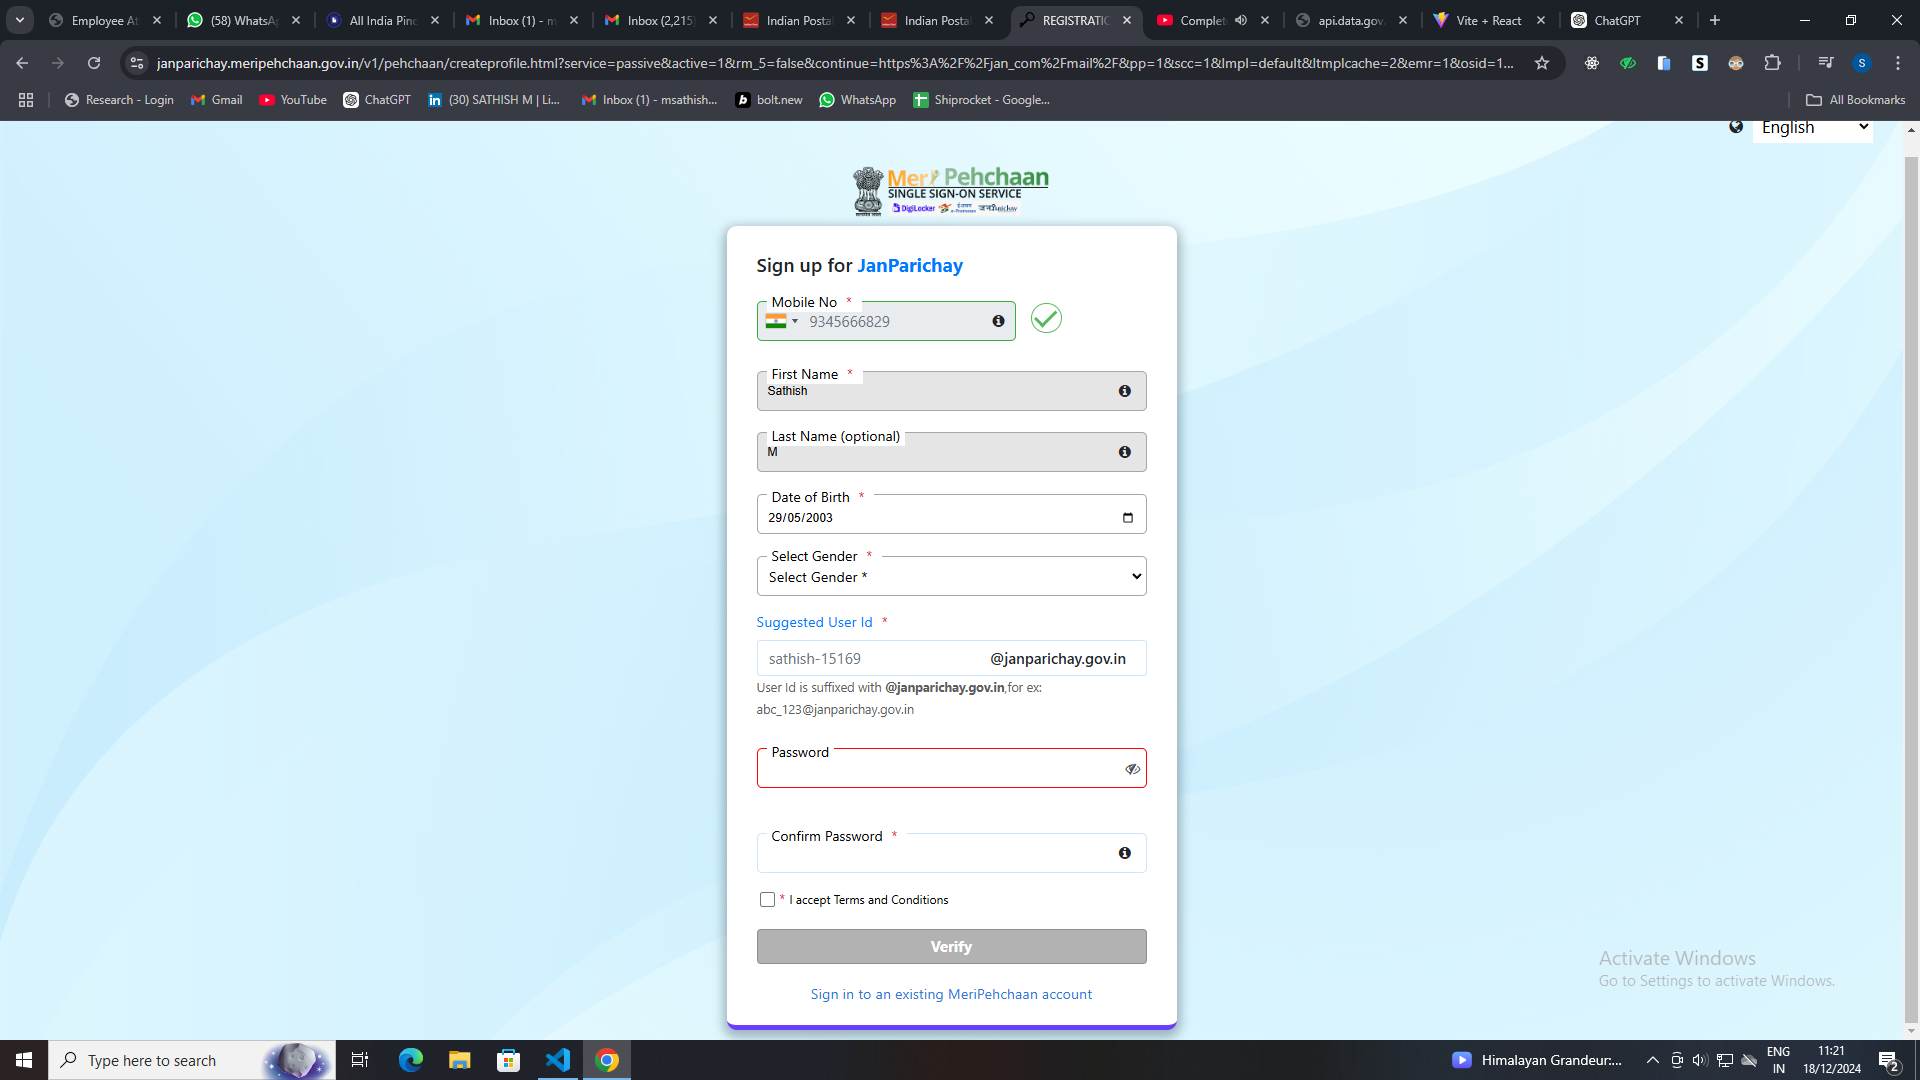 Employee At
(58) WhatsAp
All India Pinc
Inbox (1) - m
Inbox (2,215)
Indian Postal
Indian Postal
REGISTRATIO
Complete
api.data.gov.
Vite + React
ChatGPT
janparichay.meripehchaan.gov.in/v1/pehchaan/createprofile.html?service=passive&active=1&rm_5=false&continue=https%3A%2F%2Fjan_com%2Fmail%2F&pp=1&scc=1&lmpl=default&ltmplcache=2&emr=1&osid=1...
S
S
Research - Login
Gmail
YouTube
ChatGPT
(30) SATHISH M | Li...
Inbox (1) - msathish...
bolt.new
WhatsApp
Shiprocket - Google...
All Bookmarks
English
Meri Pehchaan
SINGLE SIGN-ON SERVICE
DigiLocker
Sign up for JanParichay
Mobile No *
9345666829
First Name *
Sathish
Last Name (optional)
M
Date of Birth *
29/05/2003
Select Gender *
Select Gender *
Suggested User Id *
sathish-15169 @janparichay.gov.in
User Id is suffixed with @janparichay.gov.in,for ex:
abc_123@janparichay.gov.in
Password
Confirm Password *
* I accept Terms and Conditions
Verify
Sign in to an existing MeriPehchaan account
Activate Windows
Go to Settings to activate Windows.
Type here to search
Himalayan Grandeur:...
ENG
IN
11:21
18/12/2024
2